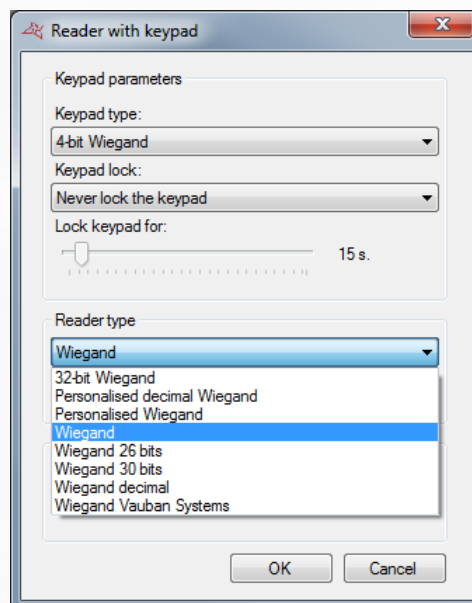 Reader with keypad
Keypad parameters
Keypad type:
4-bit Wiegand
Keypad lock:
Never lock the keypad
Lock keypad for:
15 s.
Reader type
Wiegand
32-bit Wiegand
Personalised decimal Wiegand
Personalised Wiegand
Wiegand
Wiegand 26 bits
Wiegand 30 bits
Wiegand decimal
Wiegand Vauban Systems
OK Cancel